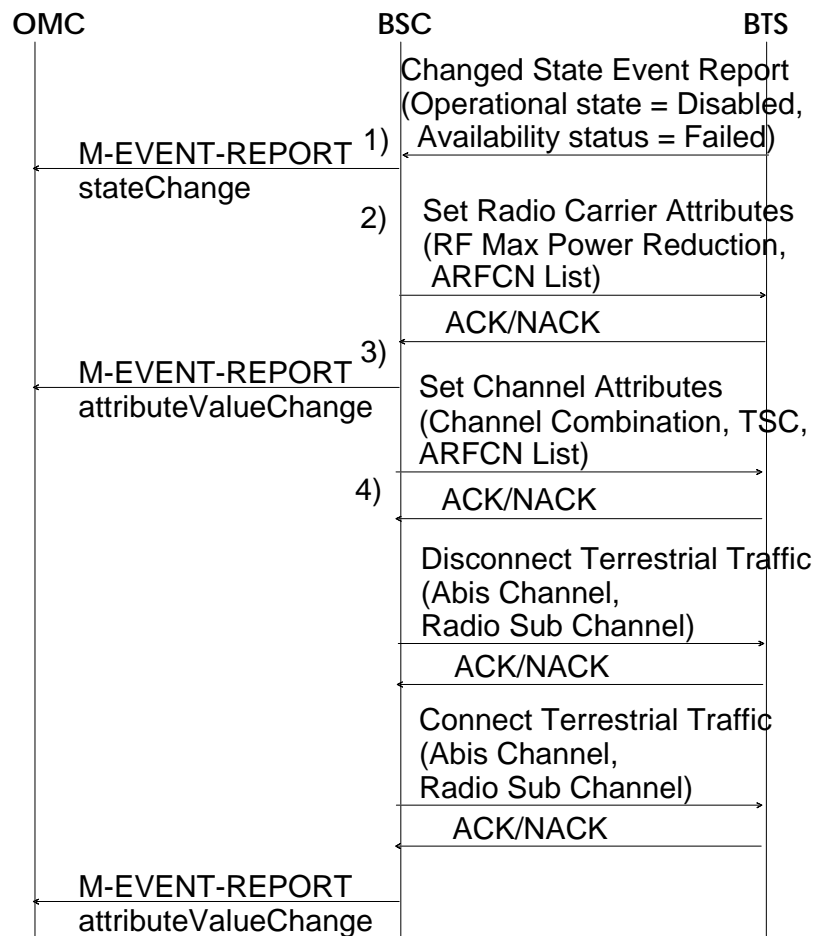 OMC BSC BTS
Changed State Event Report
(Operational state = Disabled,
1) Availability status = Failed)
M-EVENT-REPORT
stateChange
2) Set Radio Carrier Attributes
(RF Max Power Reduction,
ARFCN List)
ACK/NACK
3)
M-EVENT-REPORT
attributeValueChange
Set Channel Attributes
(Channel Combination, TSC,
ARFCN List)
4) ACK/NACK
Disconnect Terrestrial Traffic
(Abis Channel,
Radio Sub Channel)
ACK/NACK
Connect Terrestrial Traffic
(Abis Channel,
Radio Sub Channel)
ACK/NACK
M-EVENT-REPORT
attributeValueChange